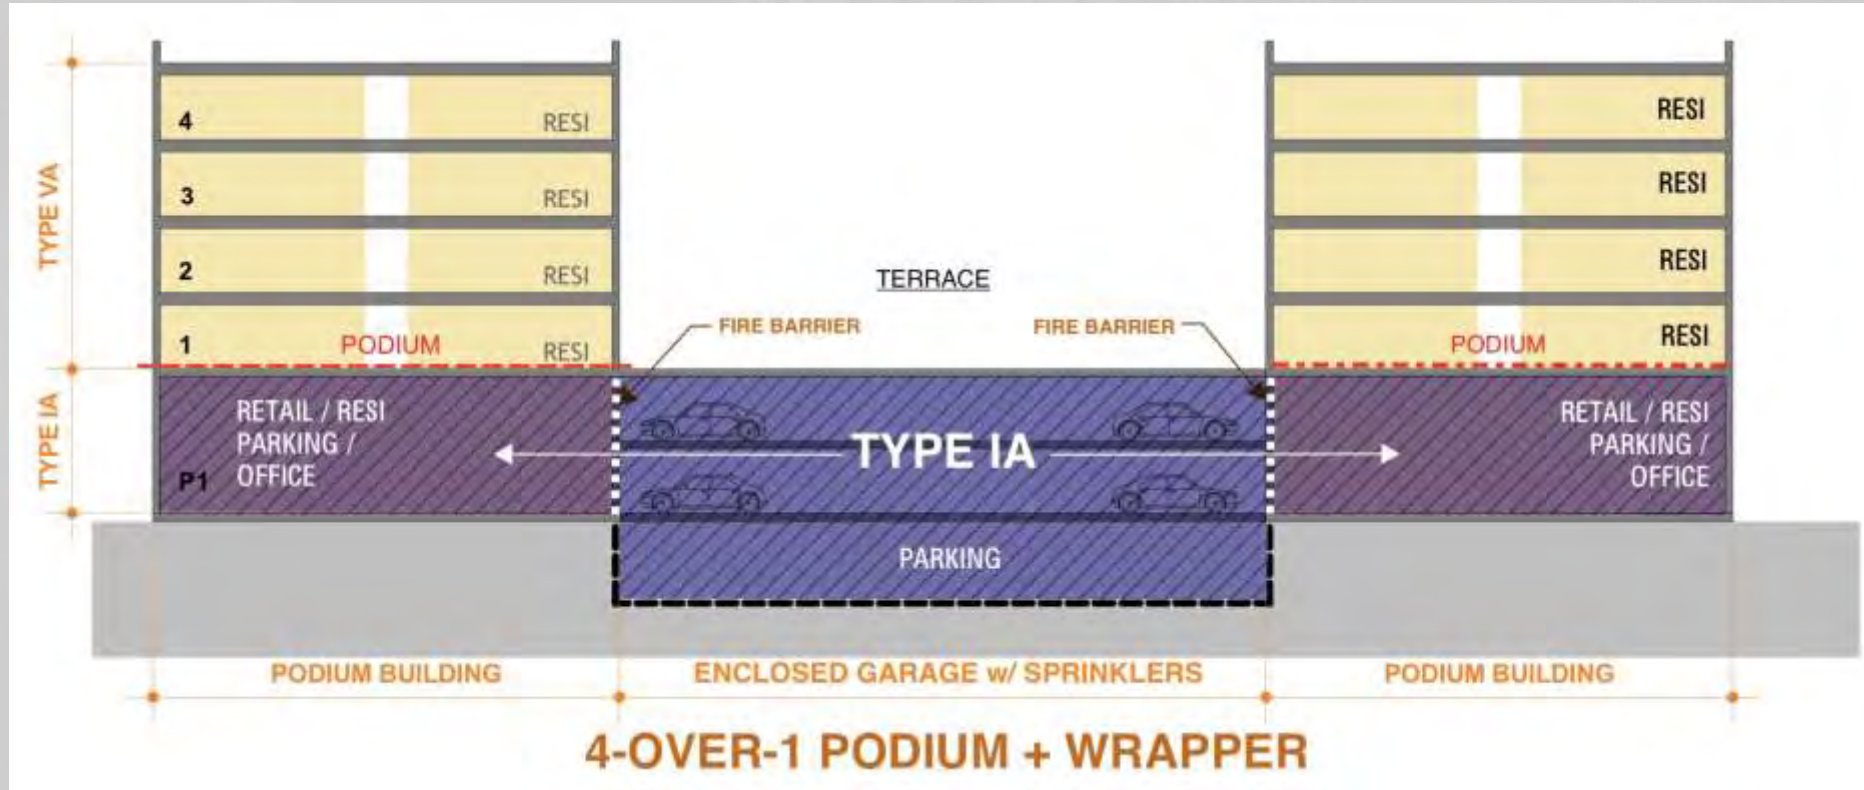 TYPE VA
4
RESI
3
RESI
2
RESI
1
PODIUM
RESI
RESI
RESI
RESI
PODIUM
RESI
TERRACE
FIRE BARRIER
FIRE BARRIER
TYPE IA
RETAIL / RESI
PARKING /
OFFICE
P1
TYPE IA
PARKING
RETAIL / RESI
PARKING /
OFFICE
PODIUM BUILDING
ENCLOSED GARAGE w/ SPRINKLERS
PODIUM BUILDING
4-OVER-1 PODIUM + WRAPPER